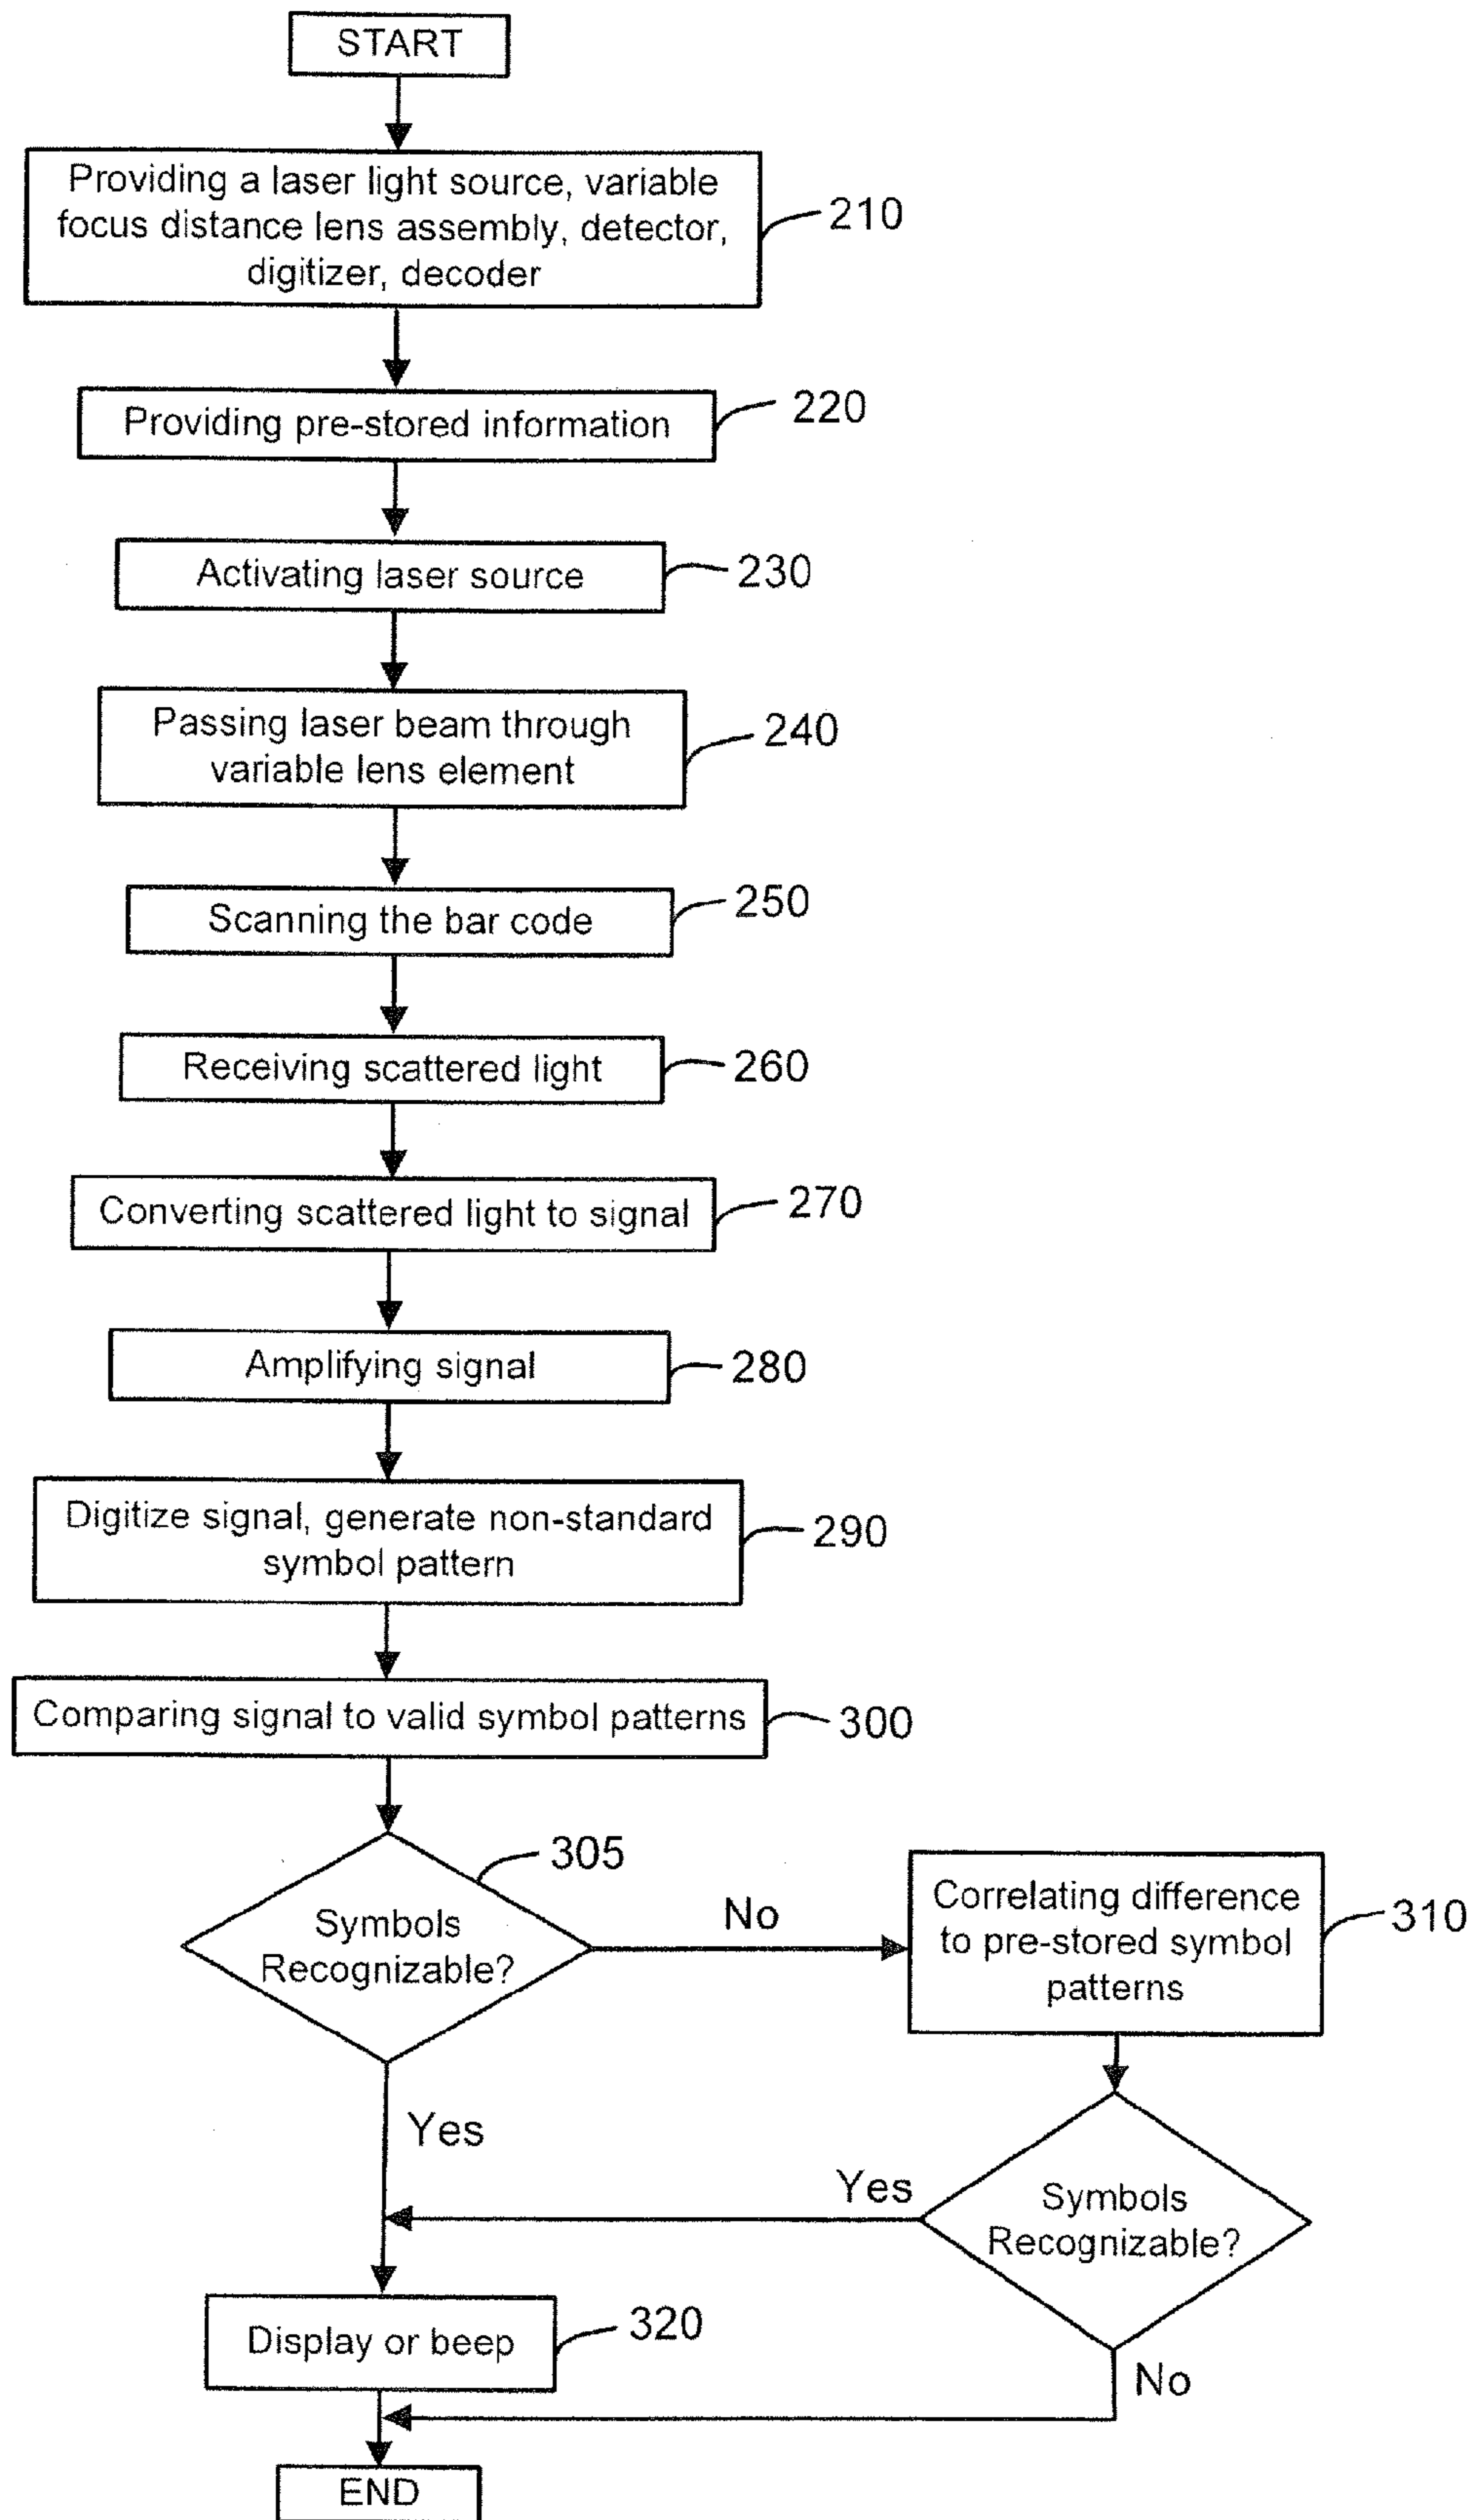 START
Providing a laser light source, variable
focus distance lens assembly, detector,
digitizer, decoder
210
Providing pre-stored information
220
Activating laser source
230
Passing laser beam through
variable lens element
240
Scanning the bar code
250
Receiving scattered light
260
Converting scattered light to signal
270
Amplifying signal
280
Digitize signal, generate non-standard
symbol pattern
290
Comparing signal to valid symbol patterns
300
305
Symbols
Recognizable?
No
Correlating difference
to pre-stored symbol
patterns
310
Yes
Yes
Symbols
Recognizable?
Display or beep
320
No
END